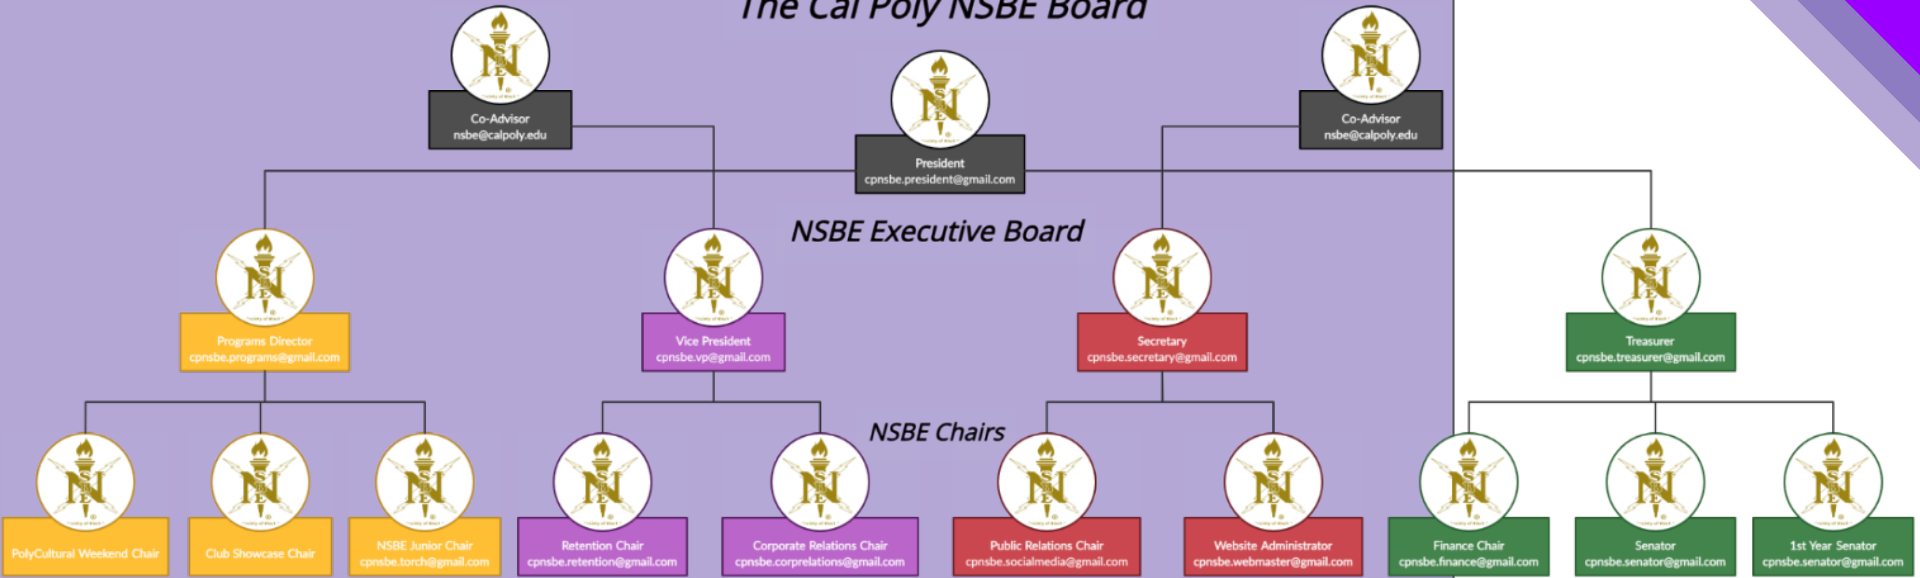 The Cal Poly NSBE Board
Co-Advisor
nsbe@calpoly.edu
President
cpnsbe.president@gmail.com
Co-Advisor
nsbe@calpoly.edu
NSBE Executive Board
Programs Director
cpnsbe.programs@gmail.com
Vice President
cpnsbe.vp@gmail.com
Secretary
cpnsbe.secretary@gmail.com
Treasurer
cpnsbe.treasurer@gmail.com
NSBE Chairs
PolyCultural Weekend Chair
Club Showcase Chair
NSBE Junior Chair
cpnsbe.torch@gmail.com
Retention Chair
cpnsbe.retention@gmail.com
Corporate Relations Chair
cpnsbe.corprelations@gmail.com
Public Relations Chair
cpnsbe.socialmedia@gmail.com
Website Administrator
cpnsbe.webmaster@gmail.com
Finance Chair
cpnsbe.finance@gmail.com
Senator
cpnsbe.senator@gmail.com
1st Year Senator
cpnsbe.senator@gmail.com